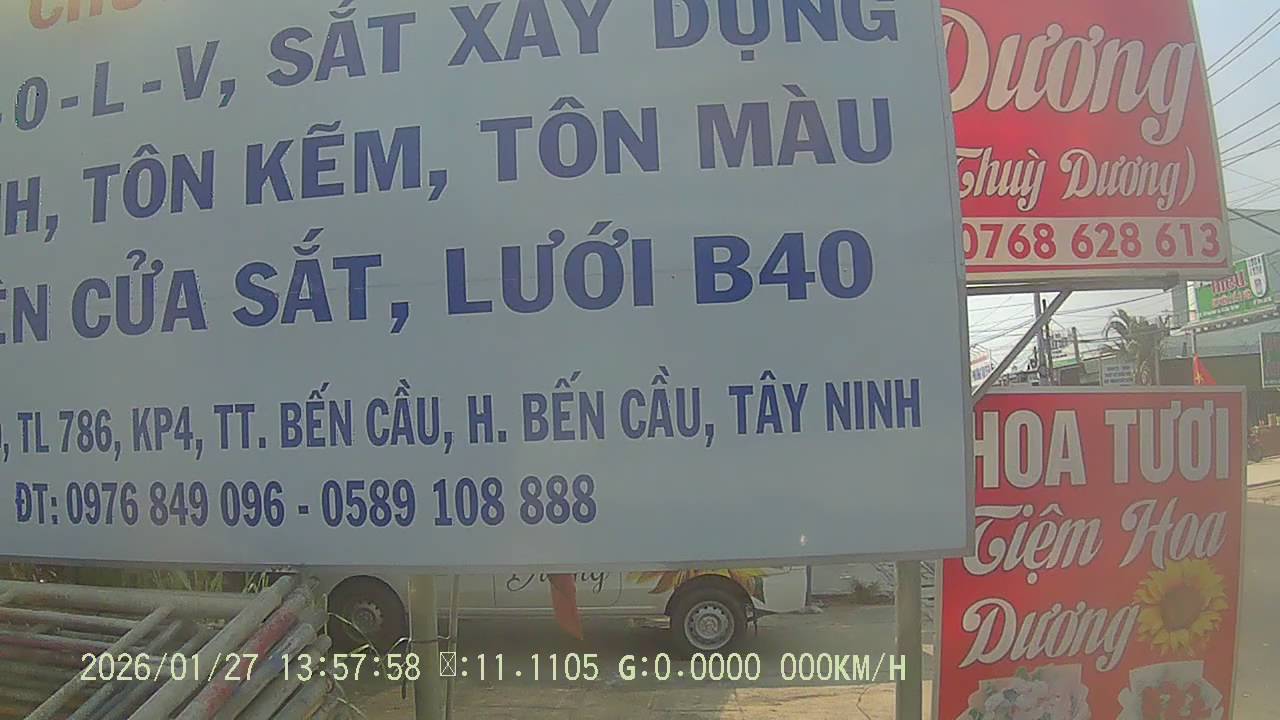 O - L - V, SẮT XÂY DỰNG
TÔN KẼM, TÔN MÀU
CỬA SẮT, LƯỚI B40
TL 786, KP4, TT. BẾN CẦU, H. BẾN CẦU, TÂY NINH
ĐT: 0976 849 096 - 0589 108 888
Dương
(Thuỳ Dương)
0768 628 613
HOA TƯƠI
Tiệm Hoa
Dương
Dương
2026/01/27 13:57:58 :11.1105 G:0.0000 000KM/H